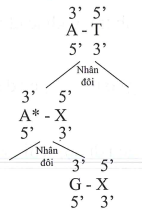 3’ 5’
A - T
5’ 3’
Nhân
đôi
3’ 5’
A* - X
5’ 3’
Nhân
đôi
3’ 5’
G - X
5’ 3’